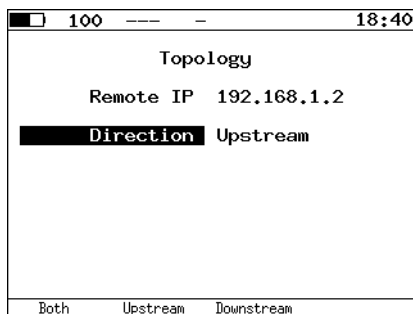 100 --- - 18:40
Topology
Remote IP 192.168.1.2
Direction Upstream
Both Upstream Downstream